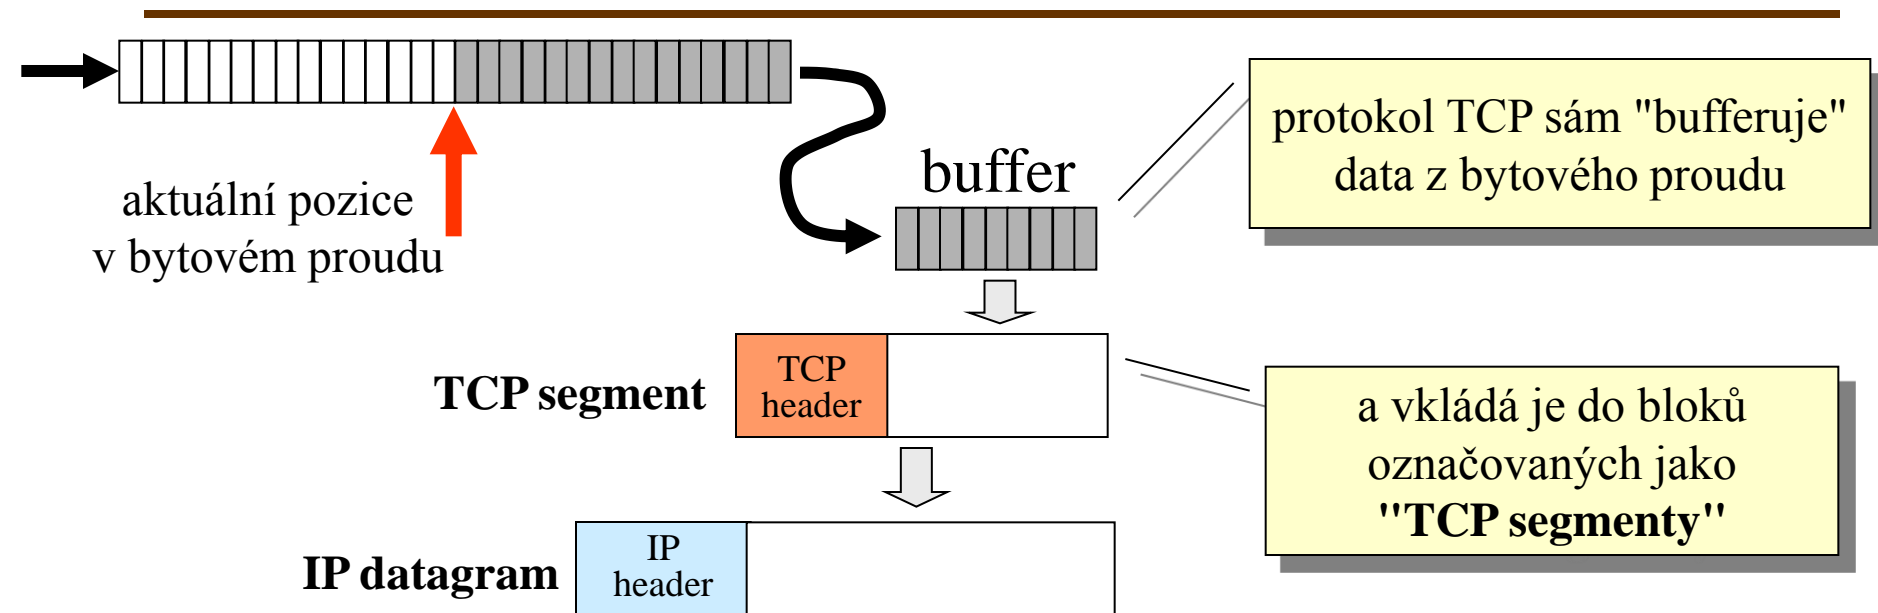 aktuální pozice
v bytovém proudu
buffer
protokol TCP sám "bufferuje"
data z bytového proudu
TCP segment
TCP
header
a vkládá je do bloků
označovaných jako
"TCP segmenty"
IP datagram
IP
header